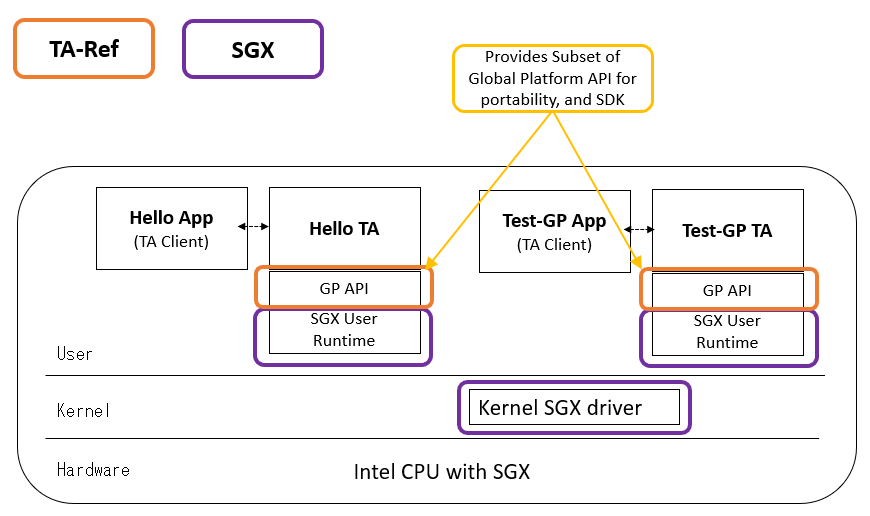 TA-Ref
SGX
Provides Subset of
Global Platform API for
portability, and SDK
Hello App
(TA Client)
Hello TA
GP API
SGX User
Runtime
Test-GP App
(TA Client)
Test-GP TA
GP API
SGX User
Runtime
User
Kernel
Kernel SGX driver
Hardware
Intel CPU with SGX